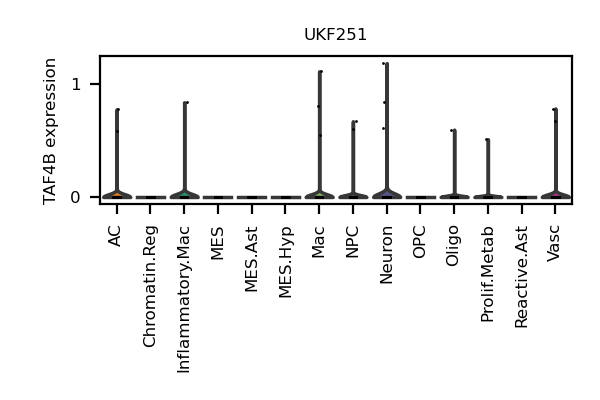 UKF251
TAF4B expression
1
0
AC
Chromatin.Reg
Inflammatory.Mac
MES
MES.Ast
MES.Hyp
Mac
NPC
Neuron
OPC
Oligo
Prolif.Metab
Reactive.Ast
Vasc